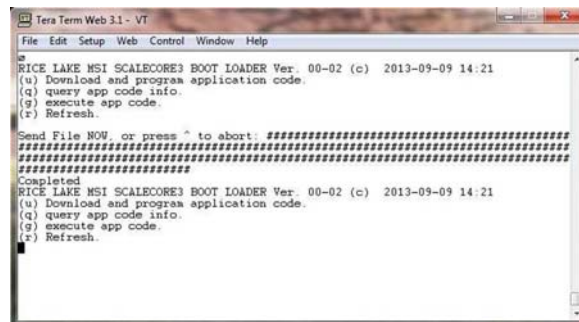 Tera Term Web 3.1 - VT
File Edit Setup Web Control Window Help
RICE LAKE MSI SCALECORE3 BOOT LOADER Ver. 00-02 (c) 2013-09-09 14:21
(u) Download and program application code.
(q) query app code info.
(g) execute app code.
(r) Refresh.
Send File NOW, or press ^ to abort: ############################################
################################################################################
################################################################################
#########################
Completed
RICE LAKE MSI SCALECORE3 BOOT LOADER Ver. 00-02 (c) 2013-09-09 14:21
(u) Download and program application code.
(q) query app code info.
(g) execute app code.
(r) Refresh.